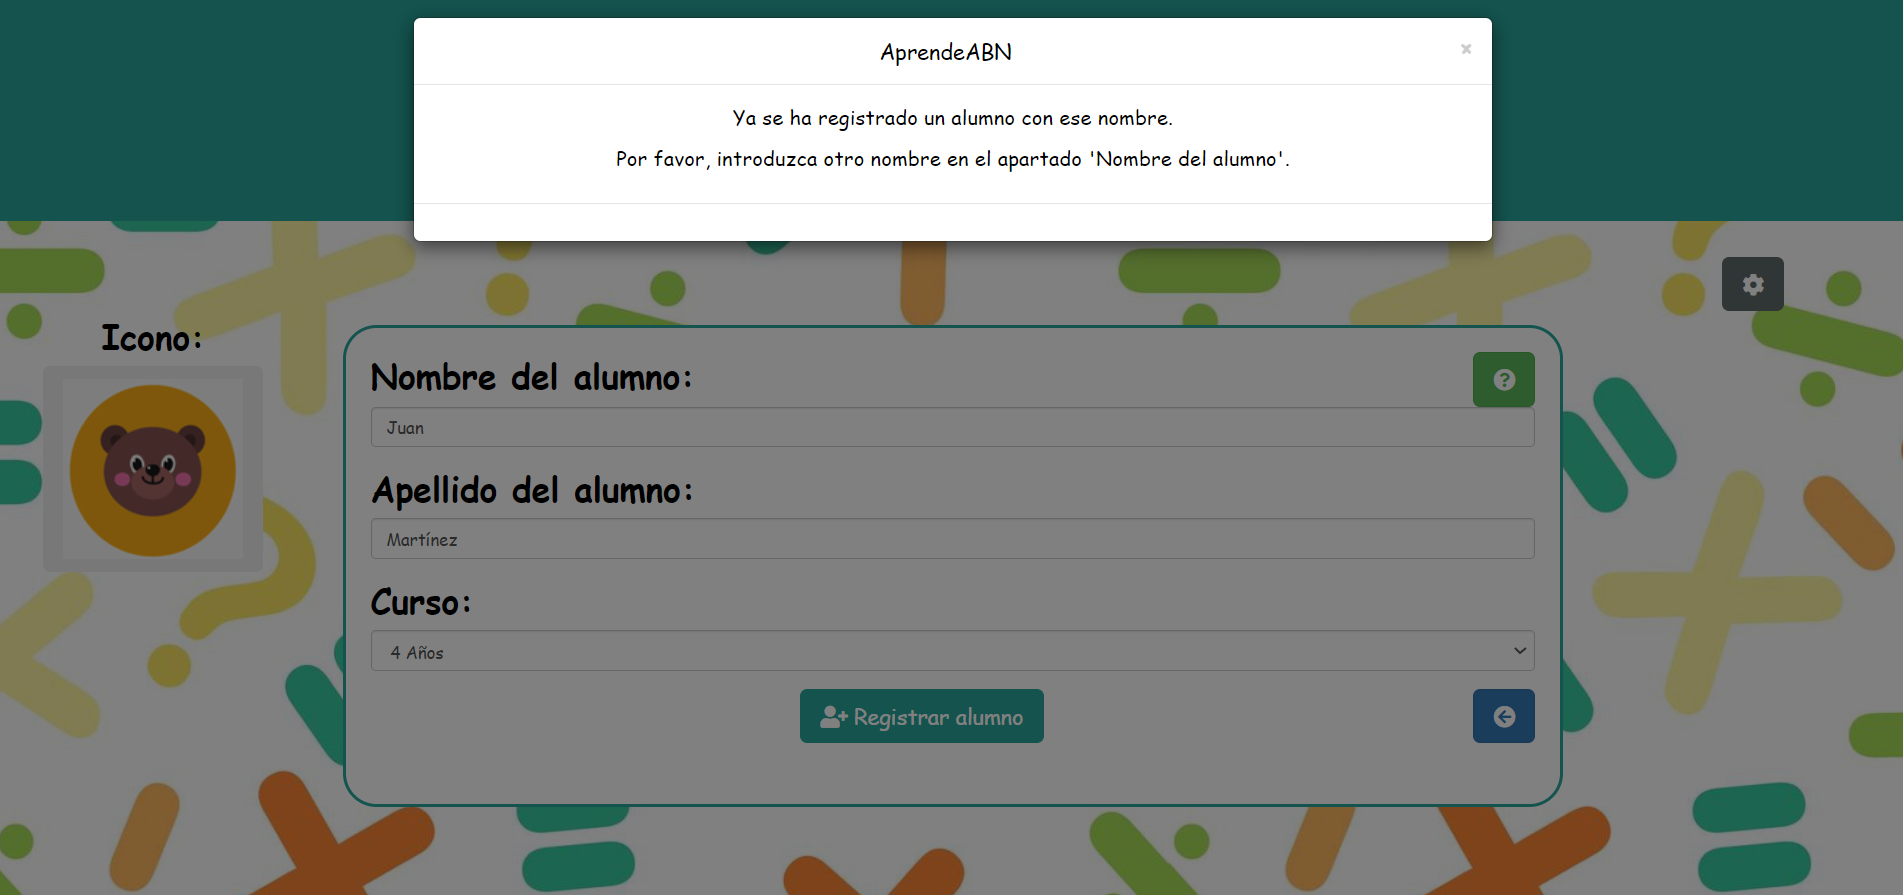 AprendeABN
×
Ya se ha registrado un alumno con ese nombre.
Por favor, introduzca otro nombre en el apartado 'Nombre del alumno'.
Icono:
Nombre del alumno:
?
Juan
Apellido del alumno:
Martínez
Curso:
4 Años
Registrar alumno